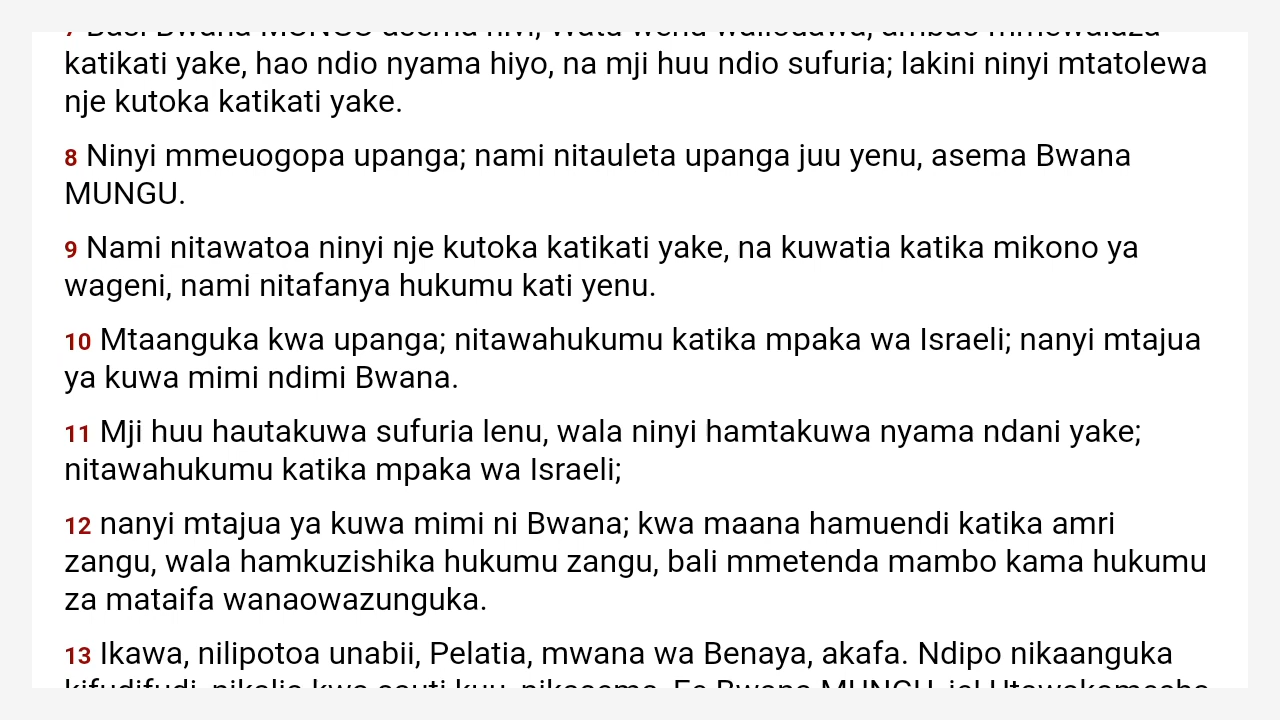 katikati yake, hao ndio nyama hiyo, na mji huu ndio sufuria; lakini ninyi mtatolewa
nje kutoka katikati yake.
8 Ninyi mmeuogopa upanga; nami nitauleta upanga juu yenu, asema Bwana
MUNGU.
9 Nami nitawatoa ninyi nje kutoka katikati yake, na kuwatia katika mikono ya
wageni, nami nitafanya hukumu kati yenu.
10 Mtaanguka kwa upanga; nitawahukumu katika mpaka wa Israeli; nanyi mtajua
ya kuwa mimi ndimi Bwana.
11 Mji huu hautakuwa sufuria lenu, wala ninyi hamtakuwa nyama ndani yake;
nitawahukumu katika mpaka wa Israeli;
12 nanyi mtajua ya kuwa mimi ni Bwana; kwa maana hamuendi katika amri
zangu, wala hamkuzishika hukumu zangu, bali mmetenda mambo kama hukumu
za mataifa wanaowazunguka.
13 Ikawa, nilipotoa unabii, Pelatia, mwana wa Benaya, akafa. Ndipo nikaanguka